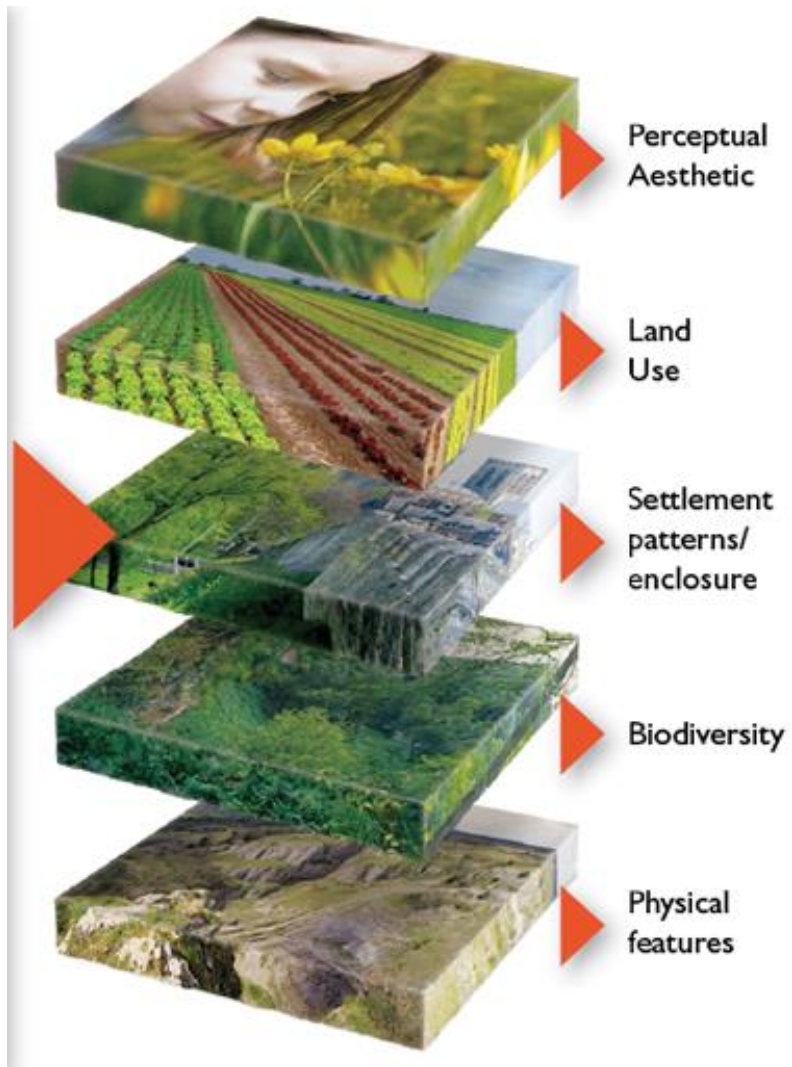 Perceptual
Aesthetic
Land
Use
Settlement
patterns/
enclosure
Biodiversity
Physical
features